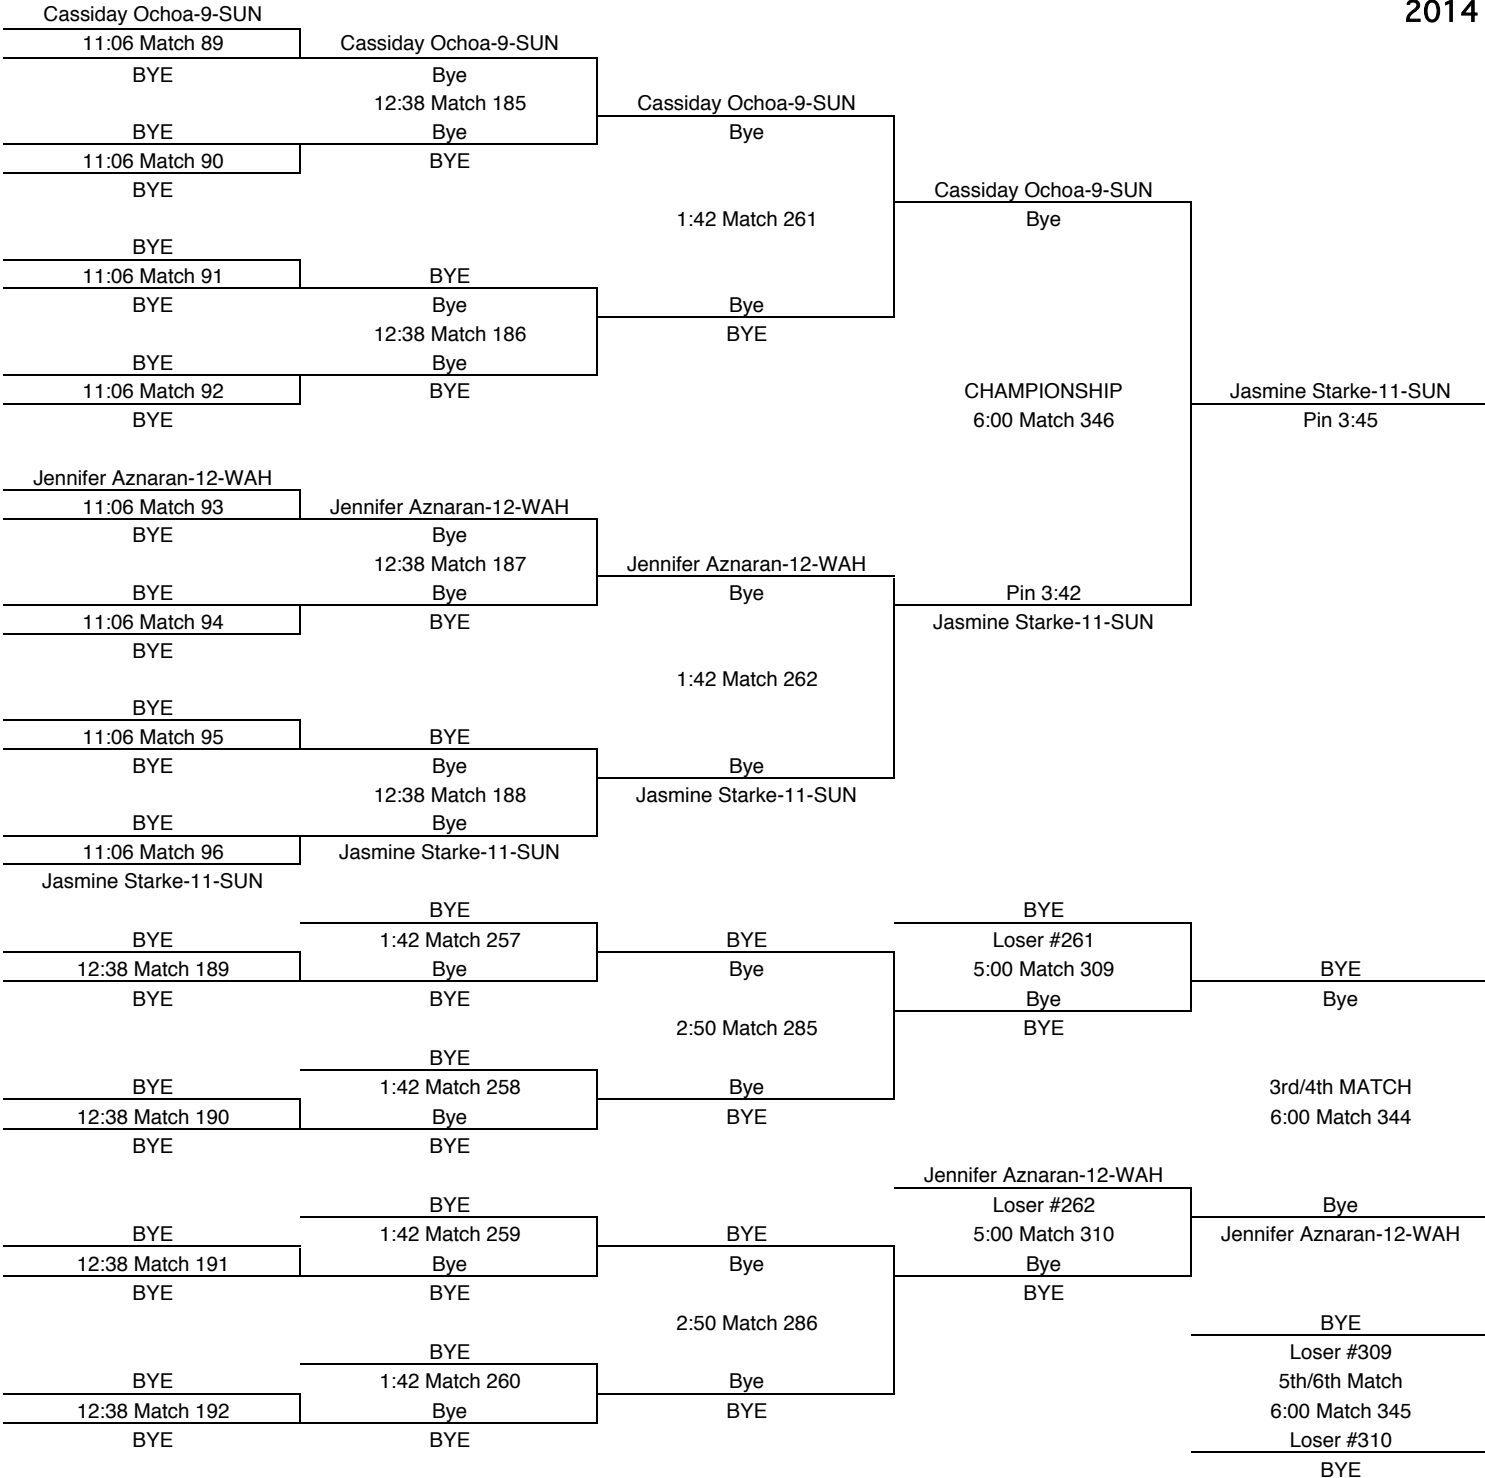 2014
Cassiday Ochoa-9-SUN
11:06 Match 89
Cassiday Ochoa-9-SUN
BYE
Bye
12:38 Match 185
Cassiday Ochoa-9-SUN
BYE
Bye
Bye
11:06 Match 90
BYE
BYE
Cassiday Ochoa-9-SUN
1:42 Match 261
Bye
BYE
11:06 Match 91
BYE
BYE
Bye
Bye
12:38 Match 186
BYE
BYE
Bye
11:06 Match 92
BYE
CHAMPIONSHIP
Jasmine Starke-11-SUN
BYE
6:00 Match 346
Pin 3:45
Jennifer Aznaran-12-WAH
11:06 Match 93
Jennifer Aznaran-12-WAH
BYE
Bye
12:38 Match 187
Jennifer Aznaran-12-WAH
BYE
Bye
Bye
Pin 3:42
11:06 Match 94
BYE
Jasmine Starke-11-SUN
BYE
1:42 Match 262
BYE
11:06 Match 95
BYE
BYE
Bye
Bye
12:38 Match 188
Jasmine Starke-11-SUN
BYE
Bye
11:06 Match 96
Jasmine Starke-11-SUN
Jasmine Starke-11-SUN
BYE
BYE
BYE
1:42 Match 257
BYE
Loser #261
12:38 Match 189
Bye
Bye
5:00 Match 309
BYE
BYE
BYE
Bye
Bye
2:50 Match 285
BYE
BYE
BYE
1:42 Match 258
Bye
3rd/4th MATCH
12:38 Match 190
Bye
BYE
6:00 Match 344
BYE
BYE
Jennifer Aznaran-12-WAH
BYE
Loser #262
Bye
BYE
1:42 Match 259
BYE
5:00 Match 310
Jennifer Aznaran-12-WAH
12:38 Match 191
Bye
Bye
Bye
BYE
BYE
BYE
2:50 Match 286
BYE
BYE
Loser #309
BYE
1:42 Match 260
Bye
5th/6th Match
12:38 Match 192
Bye
BYE
6:00 Match 345
BYE
BYE
Loser #310
BYE